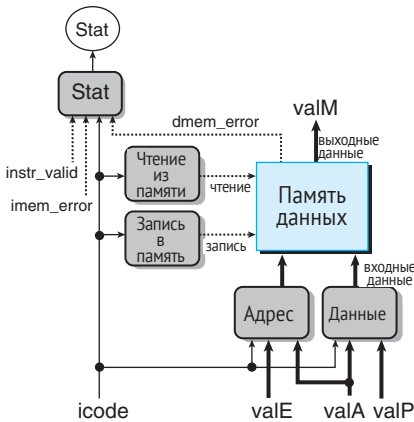 Stat
Stat
dmem_error
valM
выходные
данные
instr_valid
imem_error
Чтение
из
памяти
чтение
Память
данных
Запись
в
память
запись
входные
данные
Адрес
Данные
icode
valE
valA
valP